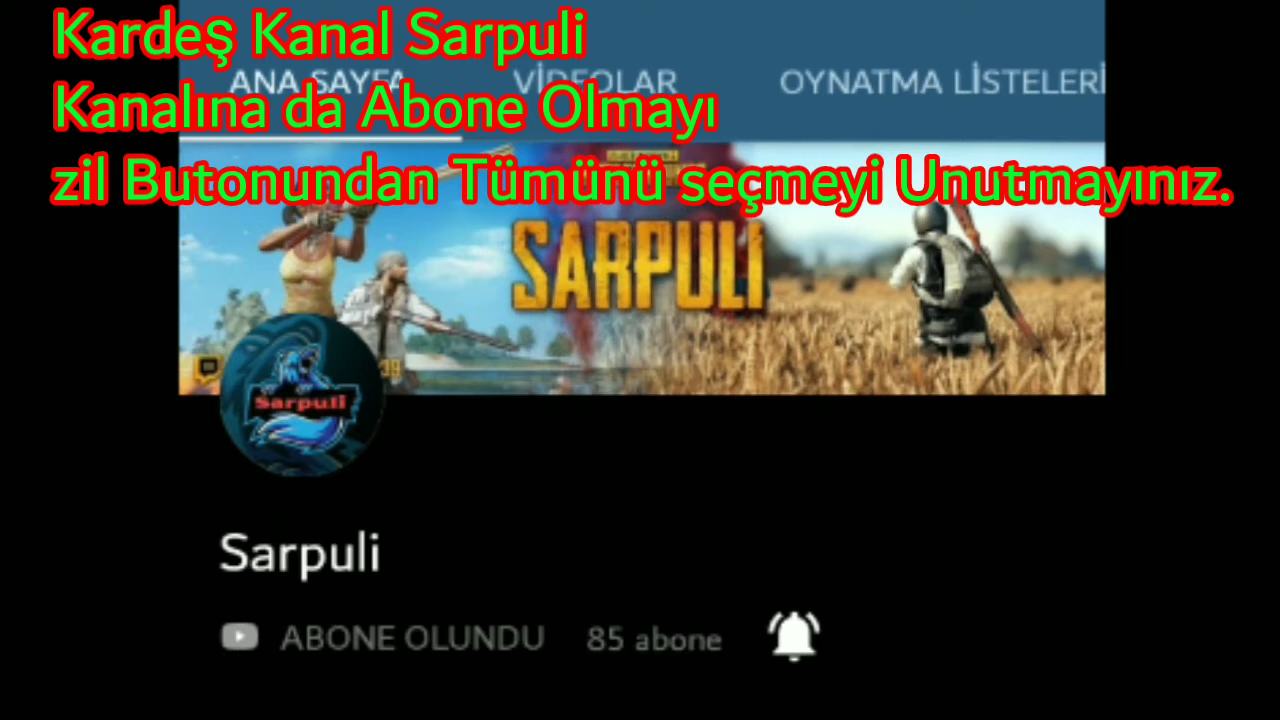 Kardeş Kanal Sarpuli
ANA SAYFA VİDEOLAR OYNATMA LİSTELERİ
Kanalına da Abone Olmayı
zil Butonundan Tümünü seçmeyi Unutmayınız.
SARPULI
39
Sarpuli
Sarpuli
ABONE OLUNDU 85 abone